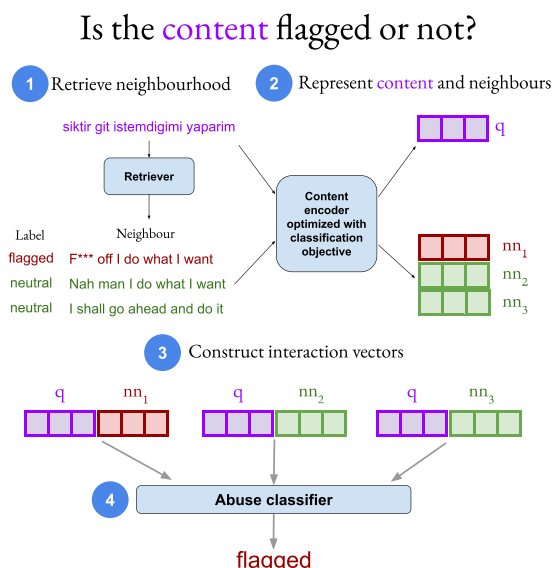 Is the content flagged or not?
1 Retrieve neighbourhood
2 Represent content and neighbours
siktir git istemdigimi yaparim
q
Retriever
Content encoder optimized with classification objective
Label Neighbour
flagged F*** off I do what I want
neutral Nah man I do what I want
neutral I shall go ahead and do it
nn1
nn2
nn3
3 Construct interaction vectors
q nn1 q nn2 q nn3
4 Abuse classifier
flagged